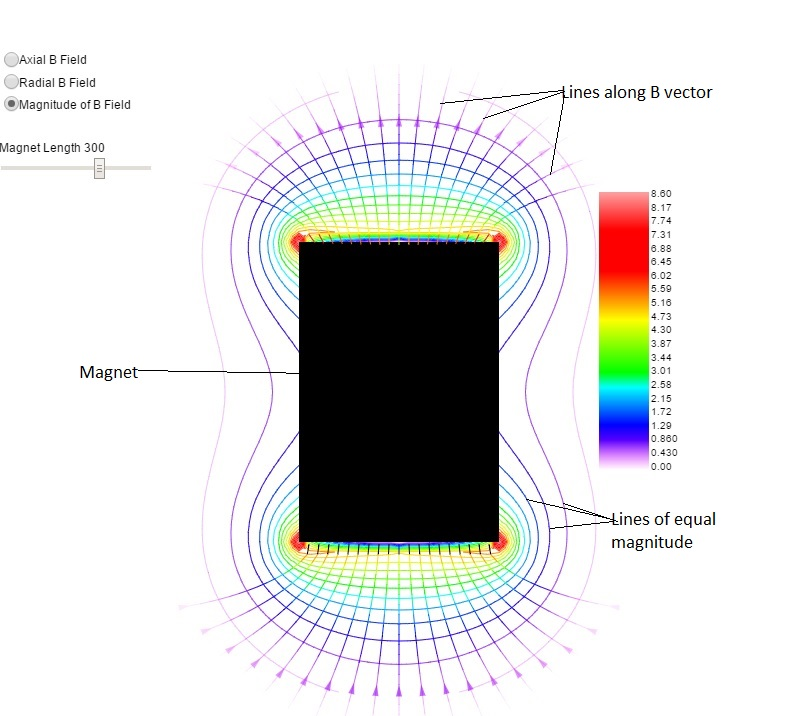 Axial B Field
Radial B Field
Magnitude of B Field
Magnet Length 300
Lines along B vector
8.60
8.17
7.74
7.31
6.88
6.45
6.02
5.59
5.16
4.73
4.30
3.87
3.44
3.01
2.58
2.15
1.72
1.29
0.860
0.430
0.00
Magnet
Lines of equal
magnitude